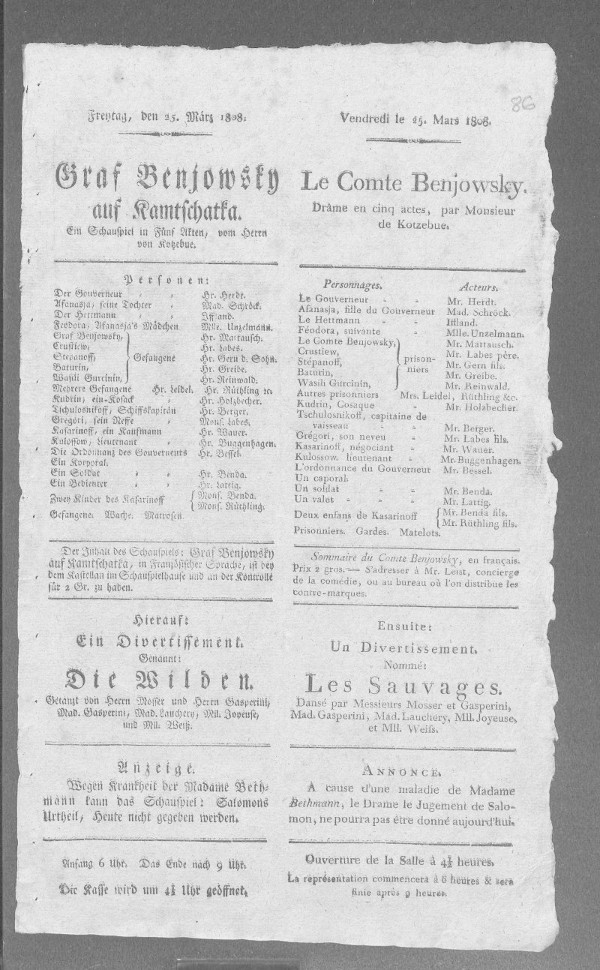 86
Freytag, den 25. März 1808.
Graf Benjowsky
auf Kamtschatka.
Ein Schauspiel in Fünf Akten, vom Herrn
von Kotzebue.
Personen:
Der Gouverneur , , Hr. Herdt.
Afanasja, seine Tochter , Mad. Schröck.
Der Hettmann , , Iffland.
Feodora, Afanasja's Mädchen Mlle. Unzelmann.
Graf Benjowsky, Hr. Mattausch.
Crustiew, Hr. Labes.
Stepanoff, Gefangene Hr. Gern d. Sohn.
Baturin, Hr. Greibe.
Wasili Gurcinin, Hr. Reinwald.
Mehrere Gefangene Hr. Leidel, Hr. Rüthling ꝛc.
Kudrin, ein Kosack , Hr. Holzbecher.
Tschulosnikoff, Schiffskapitän Hr. Berger.
Gregori, sein Neffe , Mons. Labes.
Kasarinoff, ein Kaufmann Hr. Wauer.
Kulossow, Lieutenant , Hr. Buggenhagen.
Die Ordonnanz des Gouvernements Hr. Bessel.
Ein Korporal.
Ein Soldat , , Hr. Benda.
Ein Bedienter , , Hr. Lattig.
Zwey Kinder des Kasarinoff Mons. Benda.
Mons. Rüthling.
Gefangene. Wache. Matrosen.
Der Inhalt des Schauspiels: Graf Benjowsky
auf Kamtschatka, in Französischer Sprache, ist bey
dem Kastellan im Schauspielhause und an der Kontrolle
für 2 Gr. zu haben.
Hierauf:
Ein Divertissement.
Genannt:
Die Wilden.
Getanzt von Herrn Mosser und Herrn Gasperini,
Mad. Gasperini, Mad. Lauchery, Mll. Joyeuse,
und Mll. Weiß.
Anzeige.
Wegen Krankheit der Madame Beth-
mann kann das Schauspiel: Salomons
Urtheil, Heute nicht gegeben werden.
Anfang 6 Uhr. Das Ende nach 9 Uhr.
Die Kasse wird um 4½ Uhr geöffnet.
Vendredi le 25. Mars 1808.
Le Comte Benjowsky.
Drâme en cinq actes, par Monsieur
de Kotzebue.
Personnages. Acteurs.
Le Gouverneur - - Mr. Herdt.
Afanasja, fille du Gouverneur Mad. Schröck.
Le Hettmann - - Iffland.
Féodora, suivante - Mlle. Unzelmann.
Le Comte Benjowsky, Mr. Mattausch.
Crustiew, Mr. Labes père.
Stépanoff, prison- Mr. Gern fils.
Baturin, niers Mr. Greibe.
Wasili Gurcinin, Mr. Reinwald.
Autres prisonniers Mrs. Leidel, Rüthling &c.
Kudrin, Cosaque - Mr. Holzbecher.
Tschulosnikoff, capitaine de
vaisseau - - Mr. Berger.
Grégori, son neveu - Mr. Labes fils.
Kasarinoff, négociant - Mr. Wauer.
Kulossow, lieutenant - Mr. Buggenhagen.
L'ordonnance du Gouverneur Mr. Bessel.
Un caporal.
Un soldat - - Mr. Benda.
Un valet - - Mr. Lattig.
Deux enfans de Kasarinoff Mr. Benda fils.
Mr. Rüthling fils.
Prisonniers. Gardes. Matelots.
Sommaire du Comte Benjowsky, en français.
Prix 2 gros. — S'adresser à Mr. Leist, concierge
de la comédie, ou au bureau où l'on distribue les
contre-marques.
Ensuite:
Un Divertissement.
Nommé:
Les Sauvages.
Dansé par Messieurs Mosser et Gasperini,
Mad. Gasperini, Mad. Lauchery, Mll. Joyeuse,
et Mll. Weiss.
Annonce.
A cause d'une maladie de Madame
Bethmann, le Drame le Jugement de Salo-
mon, ne pourra pas être donné aujourd'hui.
Ouverture de la Salle à 4½ heures.
La représentation commencera à 6 heures & sera
finie après 9 heures.